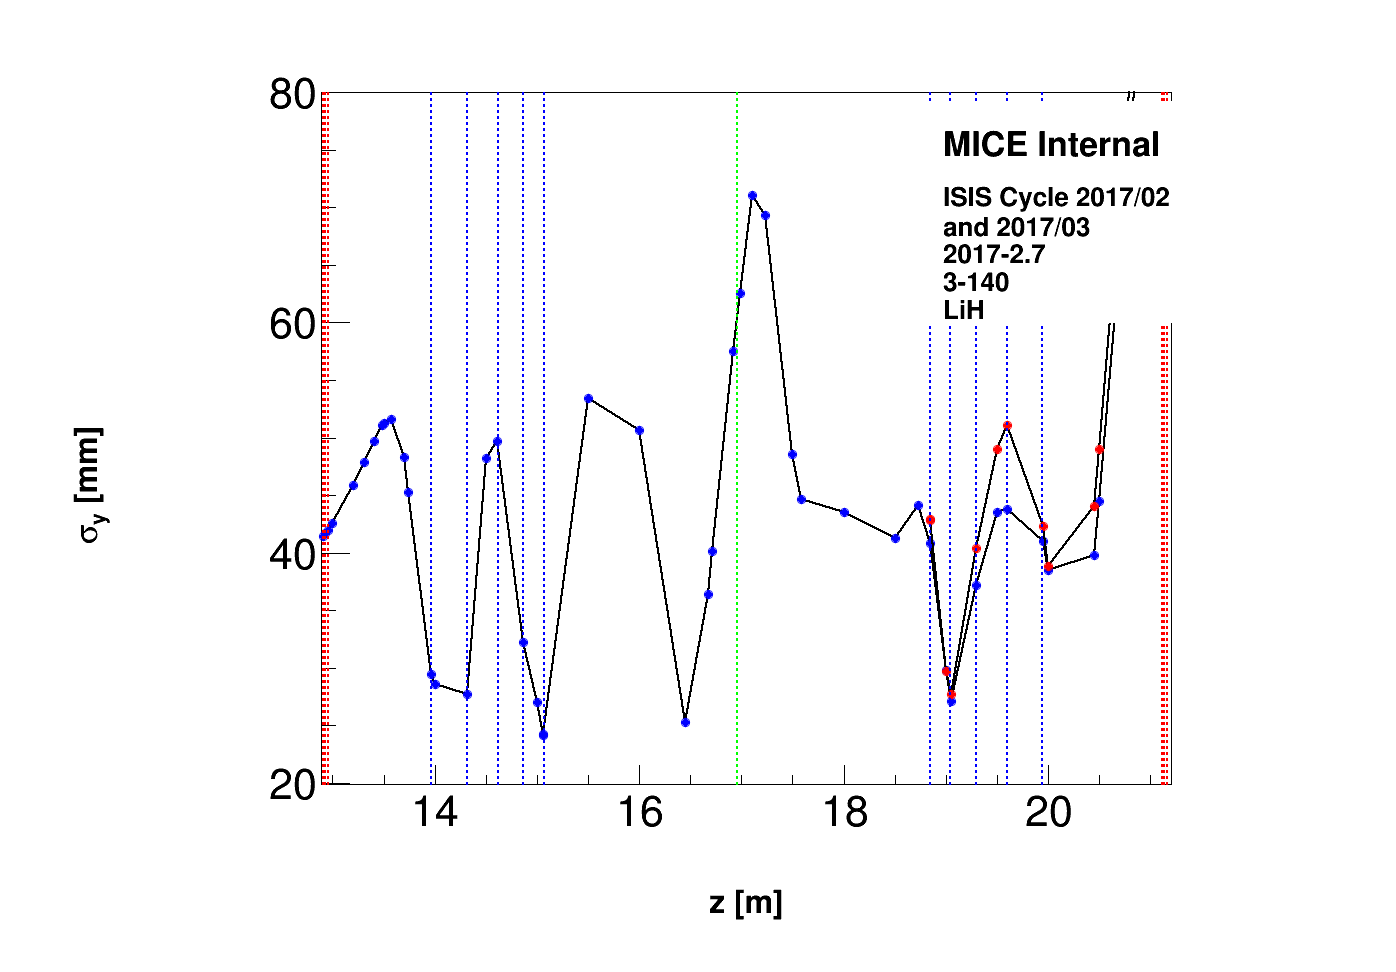 80
60
40
20
14 16 18 20
σy [mm]
z [m]
MICE Internal
ISIS Cycle 2017/02
and 2017/03
2017-2.7
3-140
LiH